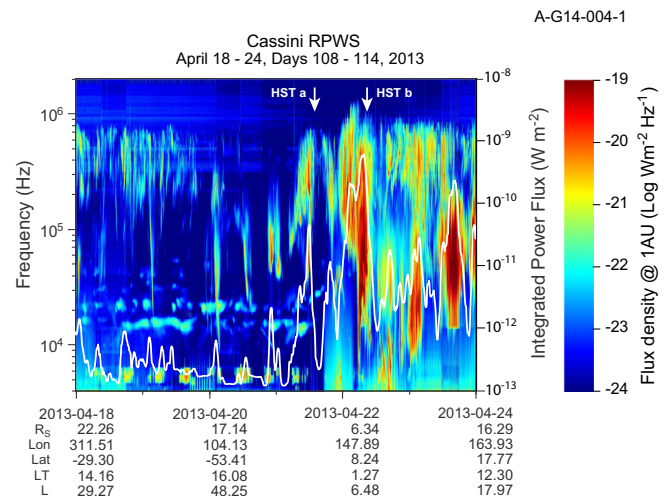 A-G14-004-1
Cassini RPWS
April 18 - 24, Days 108 - 114, 2013
HST a
HST b
Frequency (Hz)
10⁶
10⁵
10⁴
10⁻⁸
10⁻⁹
10⁻¹⁰
10⁻¹¹
10⁻¹²
10⁻¹³
Integrated Power Flux (W m⁻²)
-19
-20
-21
-22
-23
-24
Flux density @ 1AU (Log Wm⁻² Hz⁻¹)
2013-04-18 2013-04-20 2013-04-22 2013-04-24
R_S 22.26 17.14 6.34 16.29
Lon 311.51 104.13 147.89 163.93
Lat -29.30 -53.41 8.24 17.77
LT 14.16 16.08 1.27 12.30
L 29.27 48.25 6.48 17.97